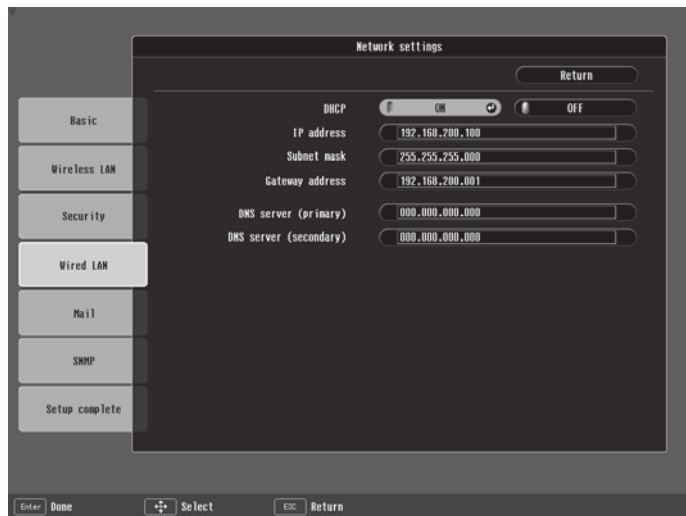 Network settings
Return
DHCP ON OFF
IP address 192.168.200.100
Subnet mask 255.255.255.000
Gateway address 192.168.200.001
DNS server (primary) 000.000.000.000
DNS server (secondary) 000.000.000.000
Basic
Wireless LAN
Security
Wired LAN
Mail
SNMP
Setup complete
Enter Done Select ESC Return